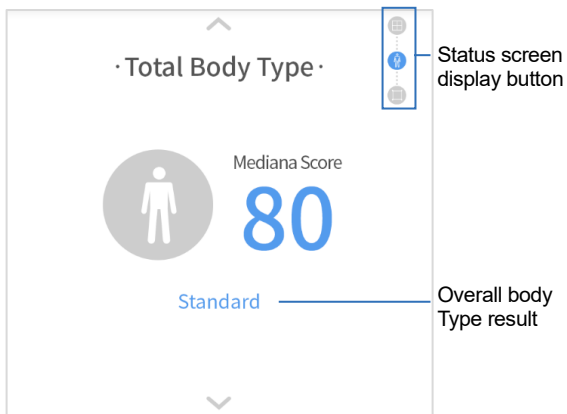 ·Total Body Type·
Status screen
display button
Mediana Score
80
Standard
Overall body
Type result